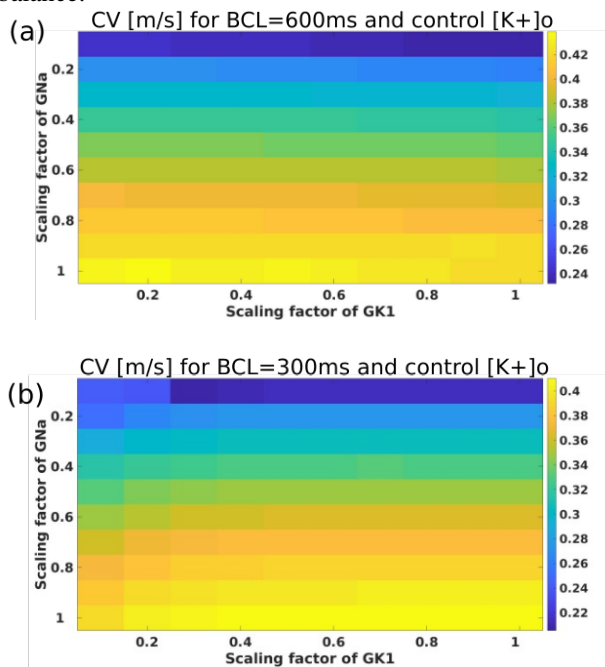 balance.
(a)
CV [m/s] for BCL=600ms and control [K+]o
Scaling factor of GNa
0.2
0.4
0.6
0.8
1
0.2 0.4 0.6 0.8 1
Scaling factor of GK1
0.42
0.4
0.38
0.36
0.34
0.32
0.3
0.28
0.26
0.24
(b)
CV [m/s] for BCL=300ms and control [K+]o
Scaling factor of GNa
0.2
0.4
0.6
0.8
1
0.2 0.4 0.6 0.8 1
Scaling factor of GK1
0.4
0.38
0.36
0.34
0.32
0.3
0.28
0.26
0.24
0.22